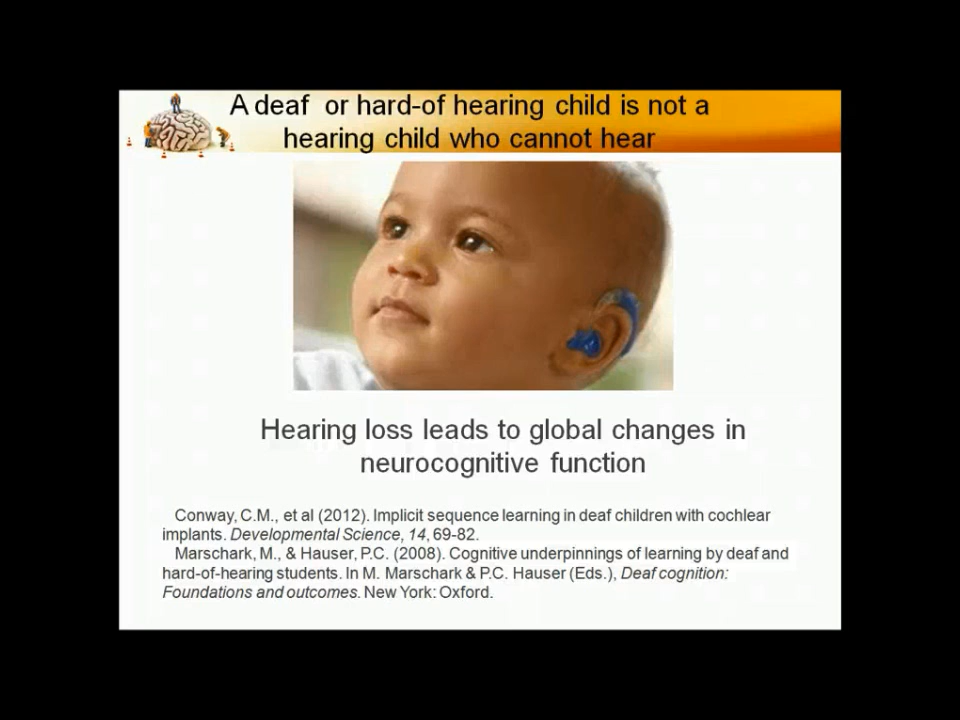 A deaf or hard-of hearing child is not a
hearing child who cannot hear
Hearing loss leads to global changes in
neurocognitive function
Conway, C.M., et al (2012). Implicit sequence learning in deaf children with cochlear
implants. Developmental Science, 14, 69-82.
Marschark, M., & Hauser, P.C. (2008). Cognitive underpinnings of learning by deaf and
hard-of-hearing students. In M. Marschark & P.C. Hauser (Eds.), Deaf cognition:
Foundations and outcomes. New York: Oxford.